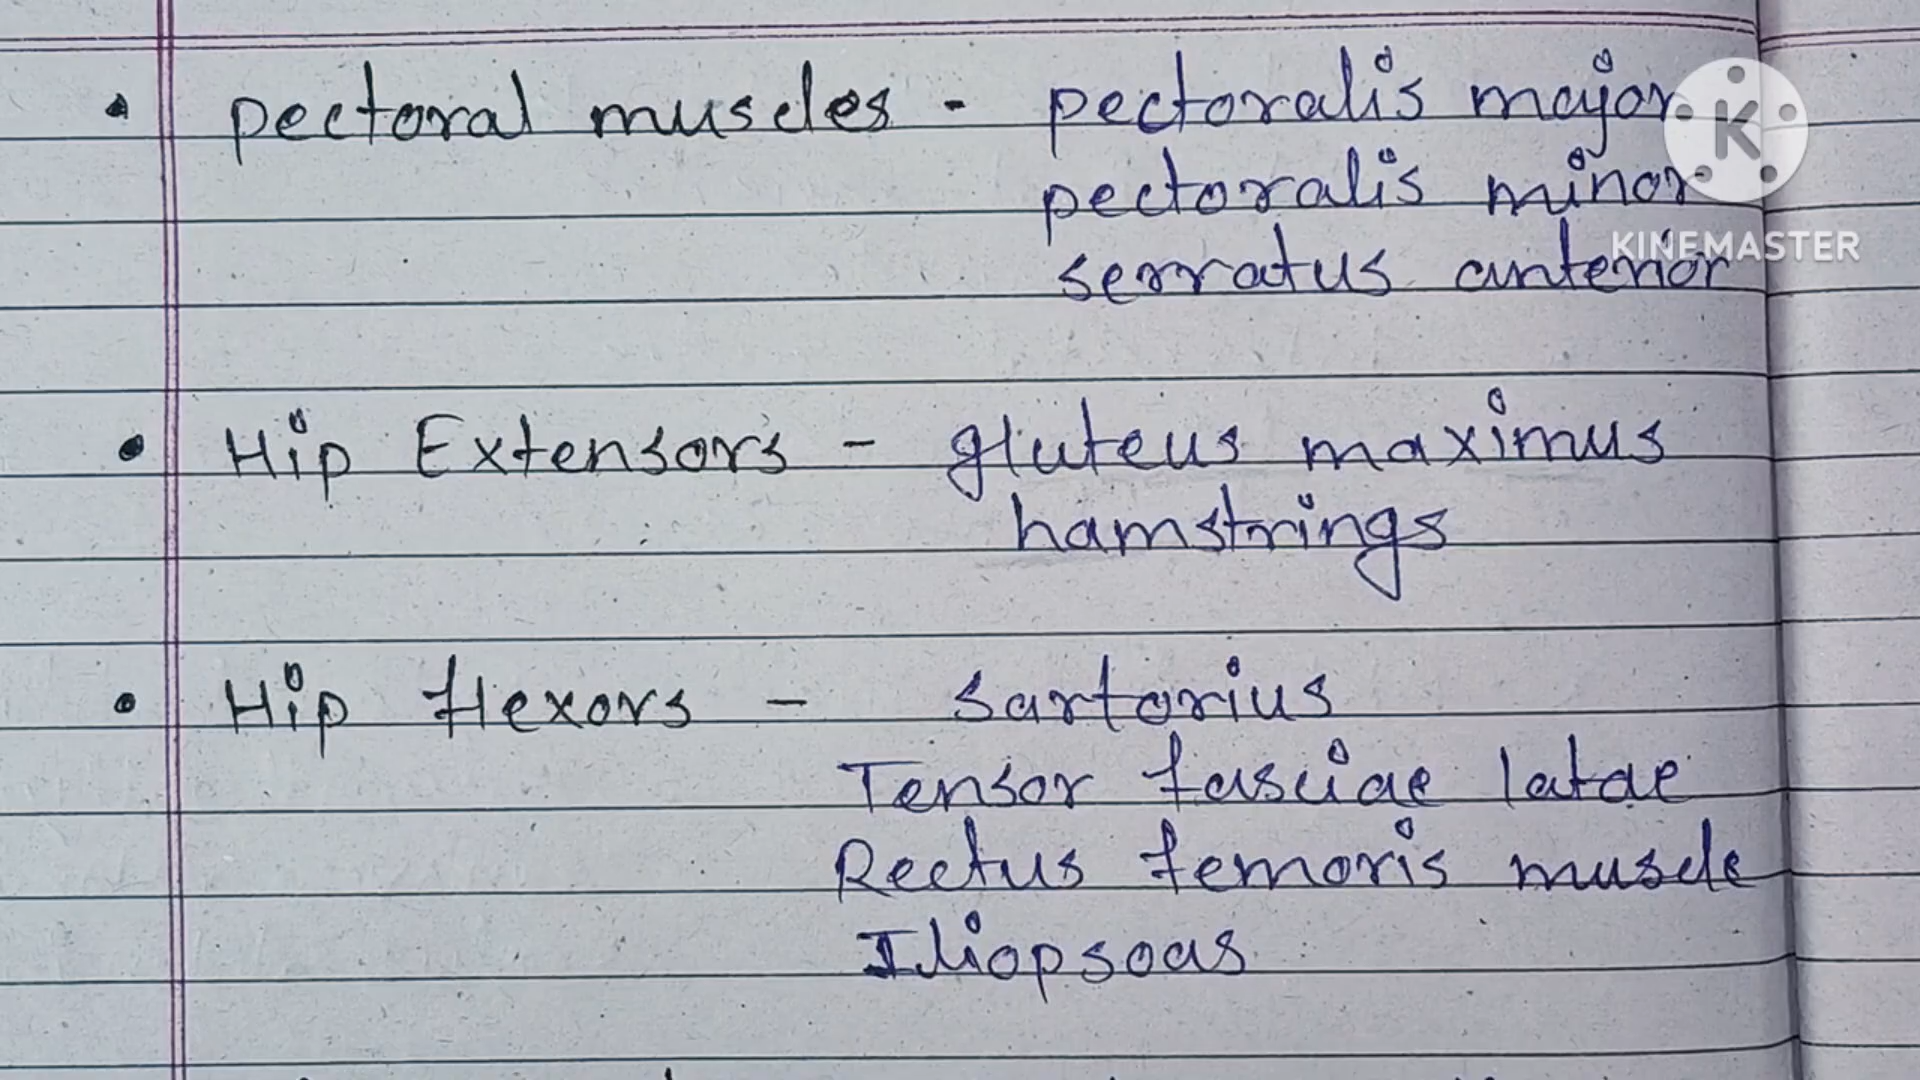 • pectoral muscles - pectoralis major
pectoralis minor
serratus anterior
KINEMASTER
• Hip Extensors - gluteus maximus
hamstrings
• Hip flexors - Sartorius
Tensor fasciae latae
Rectus femoris muscle
Iliopsoas